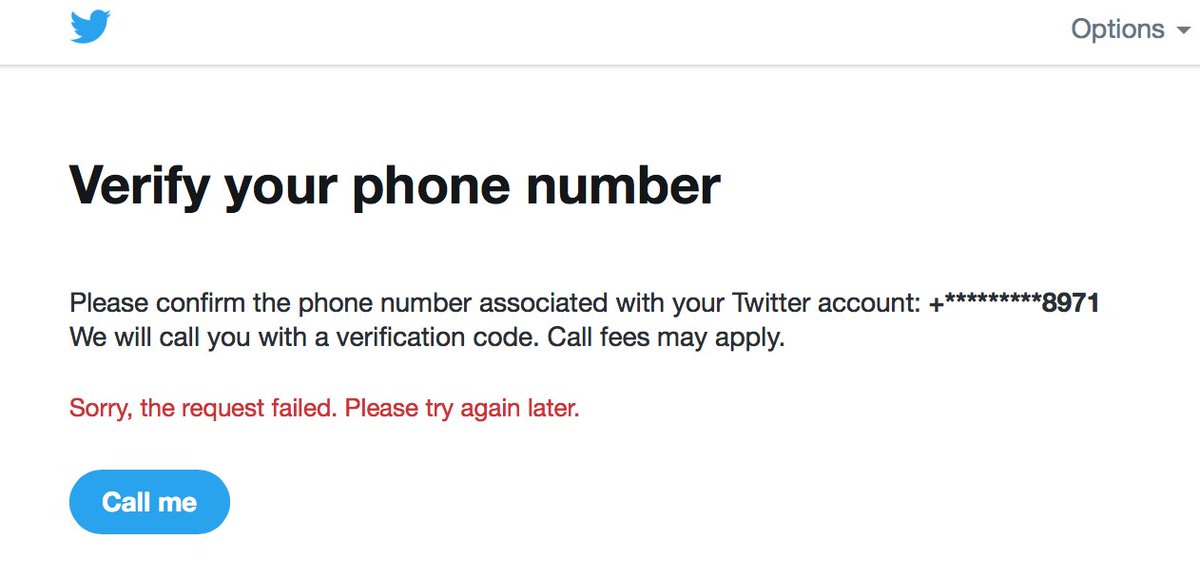 Options
Verify your phone number
Please confirm the phone number associated with your Twitter account: +*********8971
We will call you with a verification code. Call fees may apply.
Sorry, the request failed. Please try again later.
Call me